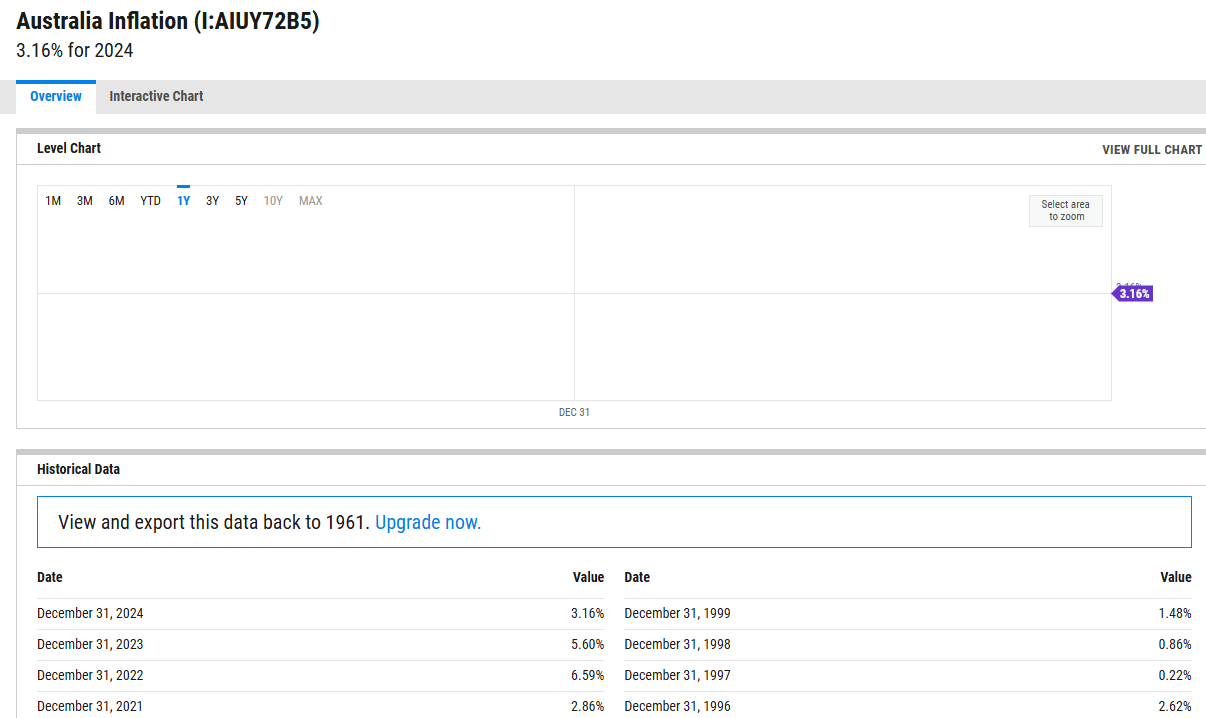 Australia Inflation (I:AIUY72B5)
3.16% for 2024
Overview Interactive Chart
Level Chart VIEW FULL CHART
1M 3M 6M YTD 1Y 3Y 5Y 10Y MAX
Select area
to zoom
3.16%
3.16%
DEC 31
Historical Data
View and export this data back to 1961. Upgrade now.
Date Value Date Value
December 31, 2024 3.16% December 31, 1999 1.48%
December 31, 2023 5.60% December 31, 1998 0.86%
December 31, 2022 6.59% December 31, 1997 0.22%
December 31, 2021 2.86% December 31, 1996 2.62%